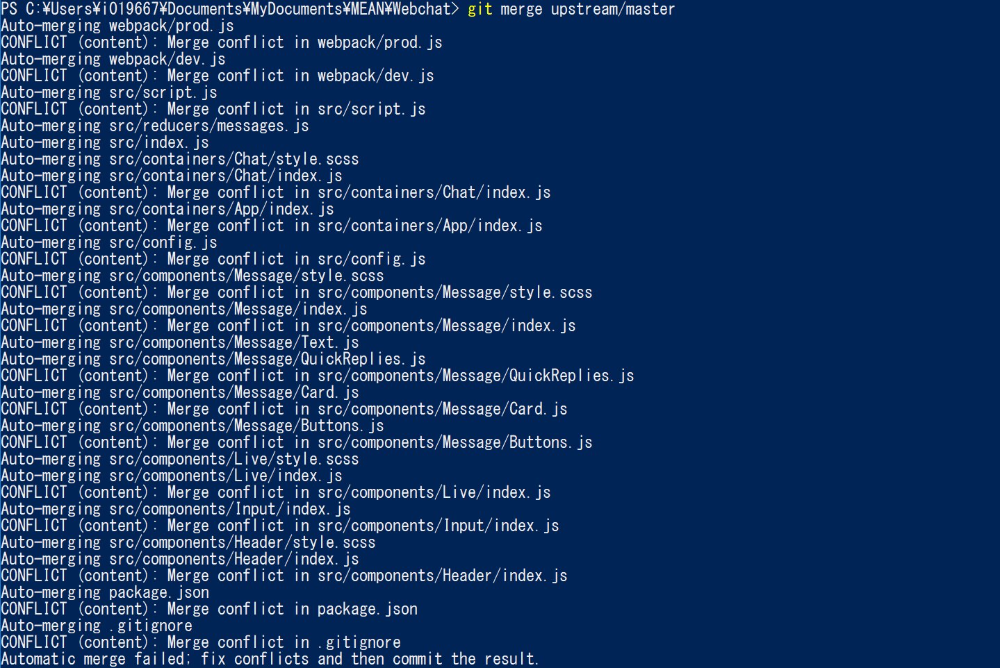 PS C:¥Users¥i019667¥Documents¥MyDocuments¥MEAN¥Webchat> git merge upstream/master
Auto-merging webpack/prod.js
CONFLICT (content): Merge conflict in webpack/prod.js
Auto-merging webpack/dev.js
CONFLICT (content): Merge conflict in webpack/dev.js
Auto-merging src/script.js
CONFLICT (content): Merge conflict in src/script.js
Auto-merging src/reducers/messages.js
Auto-merging src/index.js
Auto-merging src/containers/Chat/style.scss
Auto-merging src/containers/Chat/index.js
CONFLICT (content): Merge conflict in src/containers/Chat/index.js
Auto-merging src/containers/App/index.js
CONFLICT (content): Merge conflict in src/containers/App/index.js
Auto-merging src/config.js
CONFLICT (content): Merge conflict in src/config.js
Auto-merging src/components/Message/style.scss
CONFLICT (content): Merge conflict in src/components/Message/style.scss
Auto-merging src/components/Message/index.js
CONFLICT (content): Merge conflict in src/components/Message/index.js
Auto-merging src/components/Message/Text.js
Auto-merging src/components/Message/QuickReplies.js
CONFLICT (content): Merge conflict in src/components/Message/QuickReplies.js
Auto-merging src/components/Message/Card.js
CONFLICT (content): Merge conflict in src/components/Message/Card.js
Auto-merging src/components/Message/Buttons.js
CONFLICT (content): Merge conflict in src/components/Message/Buttons.js
Auto-merging src/components/Live/style.scss
Auto-merging src/components/Live/index.js
CONFLICT (content): Merge conflict in src/components/Live/index.js
Auto-merging src/components/Input/index.js
CONFLICT (content): Merge conflict in src/components/Input/index.js
Auto-merging src/components/Header/style.scss
Auto-merging src/components/Header/index.js
CONFLICT (content): Merge conflict in src/components/Header/index.js
Auto-merging package.json
CONFLICT (content): Merge conflict in package.json
Auto-merging .gitignore
CONFLICT (content): Merge conflict in .gitignore
Automatic merge failed; fix conflicts and then commit the result.